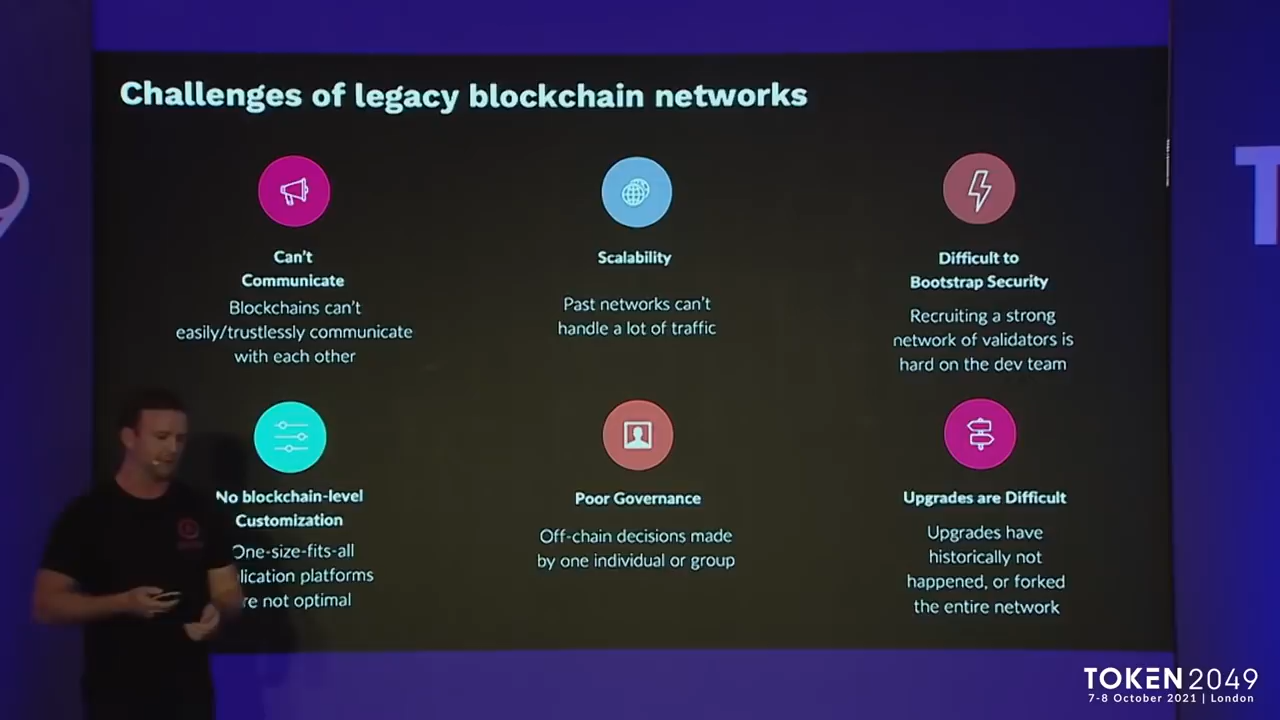 Challenges of legacy blockchain networks
Can't
Communicate
Blockchains can't
easily/trustlessly communicate
with each other
Scalability
Past networks can't
handle a lot of traffic
Difficult to
Bootstrap Security
Recruiting a strong
network of validators is
hard on the dev team
No blockchain-level
Customization
One-size-fits-all
lication platforms
re not optimal
Poor Governance
Off-chain decisions made
by one individual or group
Upgrades are Difficult
Upgrades have
historically not
happened, or forked
the entire network
9
T
TOKEN2049
7-8 October 2021 | London